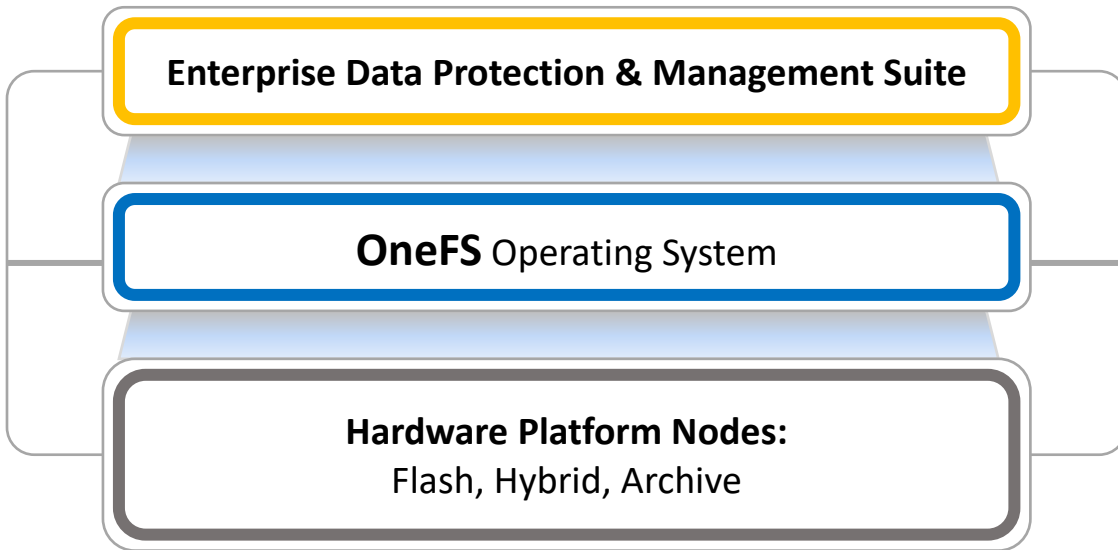 Enterprise Data Protection & Management Suite
OneFS Operating System
Hardware Platform Nodes:
Flash, Hybrid, Archive